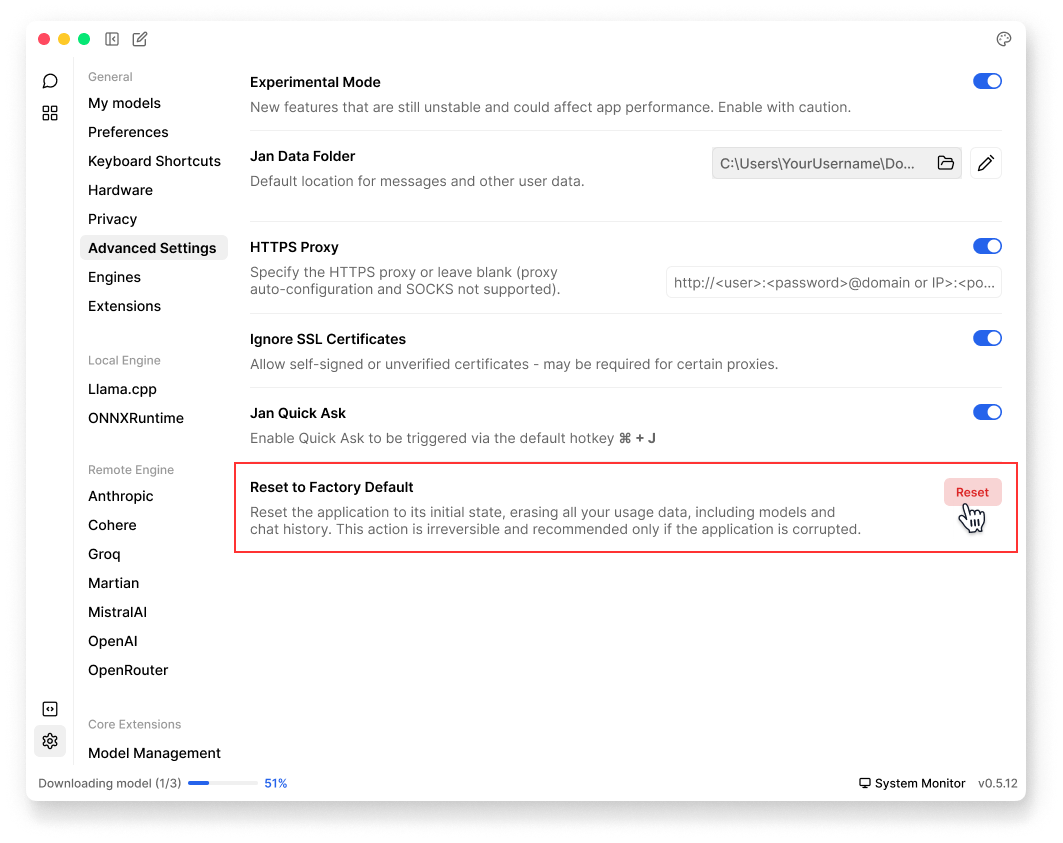 General
My models
Preferences
Keyboard Shortcuts
Hardware
Privacy
Advanced Settings
Engines
Extensions
Local Engine
Llama.cpp
ONNXRuntime
Remote Engine
Anthropic
Cohere
Groq
Martian
MistralAI
OpenAI
OpenRouter
Core Extensions
Model Management
Experimental Mode
New features that are still unstable and could affect app performance. Enable with caution.
Jan Data Folder
Default location for messages and other user data.
C:\Users\YourUsername\Do...
HTTPS Proxy
Specify the HTTPS proxy or leave blank (proxy
auto-configuration and SOCKS not supported).
http://<user>:<password>@domain or IP>:<po...
Ignore SSL Certificates
Allow self-signed or unverified certificates - may be required for certain proxies.
Jan Quick Ask
Enable Quick Ask to be triggered via the default hotkey ⌘ + J
Reset to Factory Default
Reset the application to its initial state, erasing all your usage data, including models and
chat history. This action is irreversible and recommended only if the application is corrupted.
Reset
Downloading model (1/3) 51%
System Monitor v0.5.12